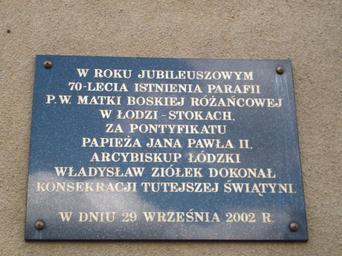 W ROKU JUBILEUSZOWYM
70-LECIA ISTNIENIA PARAFII
P.W. MATKI BOSKIEJ RÓŻAŃCOWEJ
W ŁODZI - STOKACH,
ZA PONTYFIKATU
PAPIEŻA JANA PAWŁA II,
ARCYBISKUP ŁÓDZKI
WŁADYSŁAW ZIÓŁEK DOKONAŁ
KONSEKRACJI TUTEJSZEJ ŚWIĄTYNI.
W DNIU 29 WRZEŚNIA 2002 R.